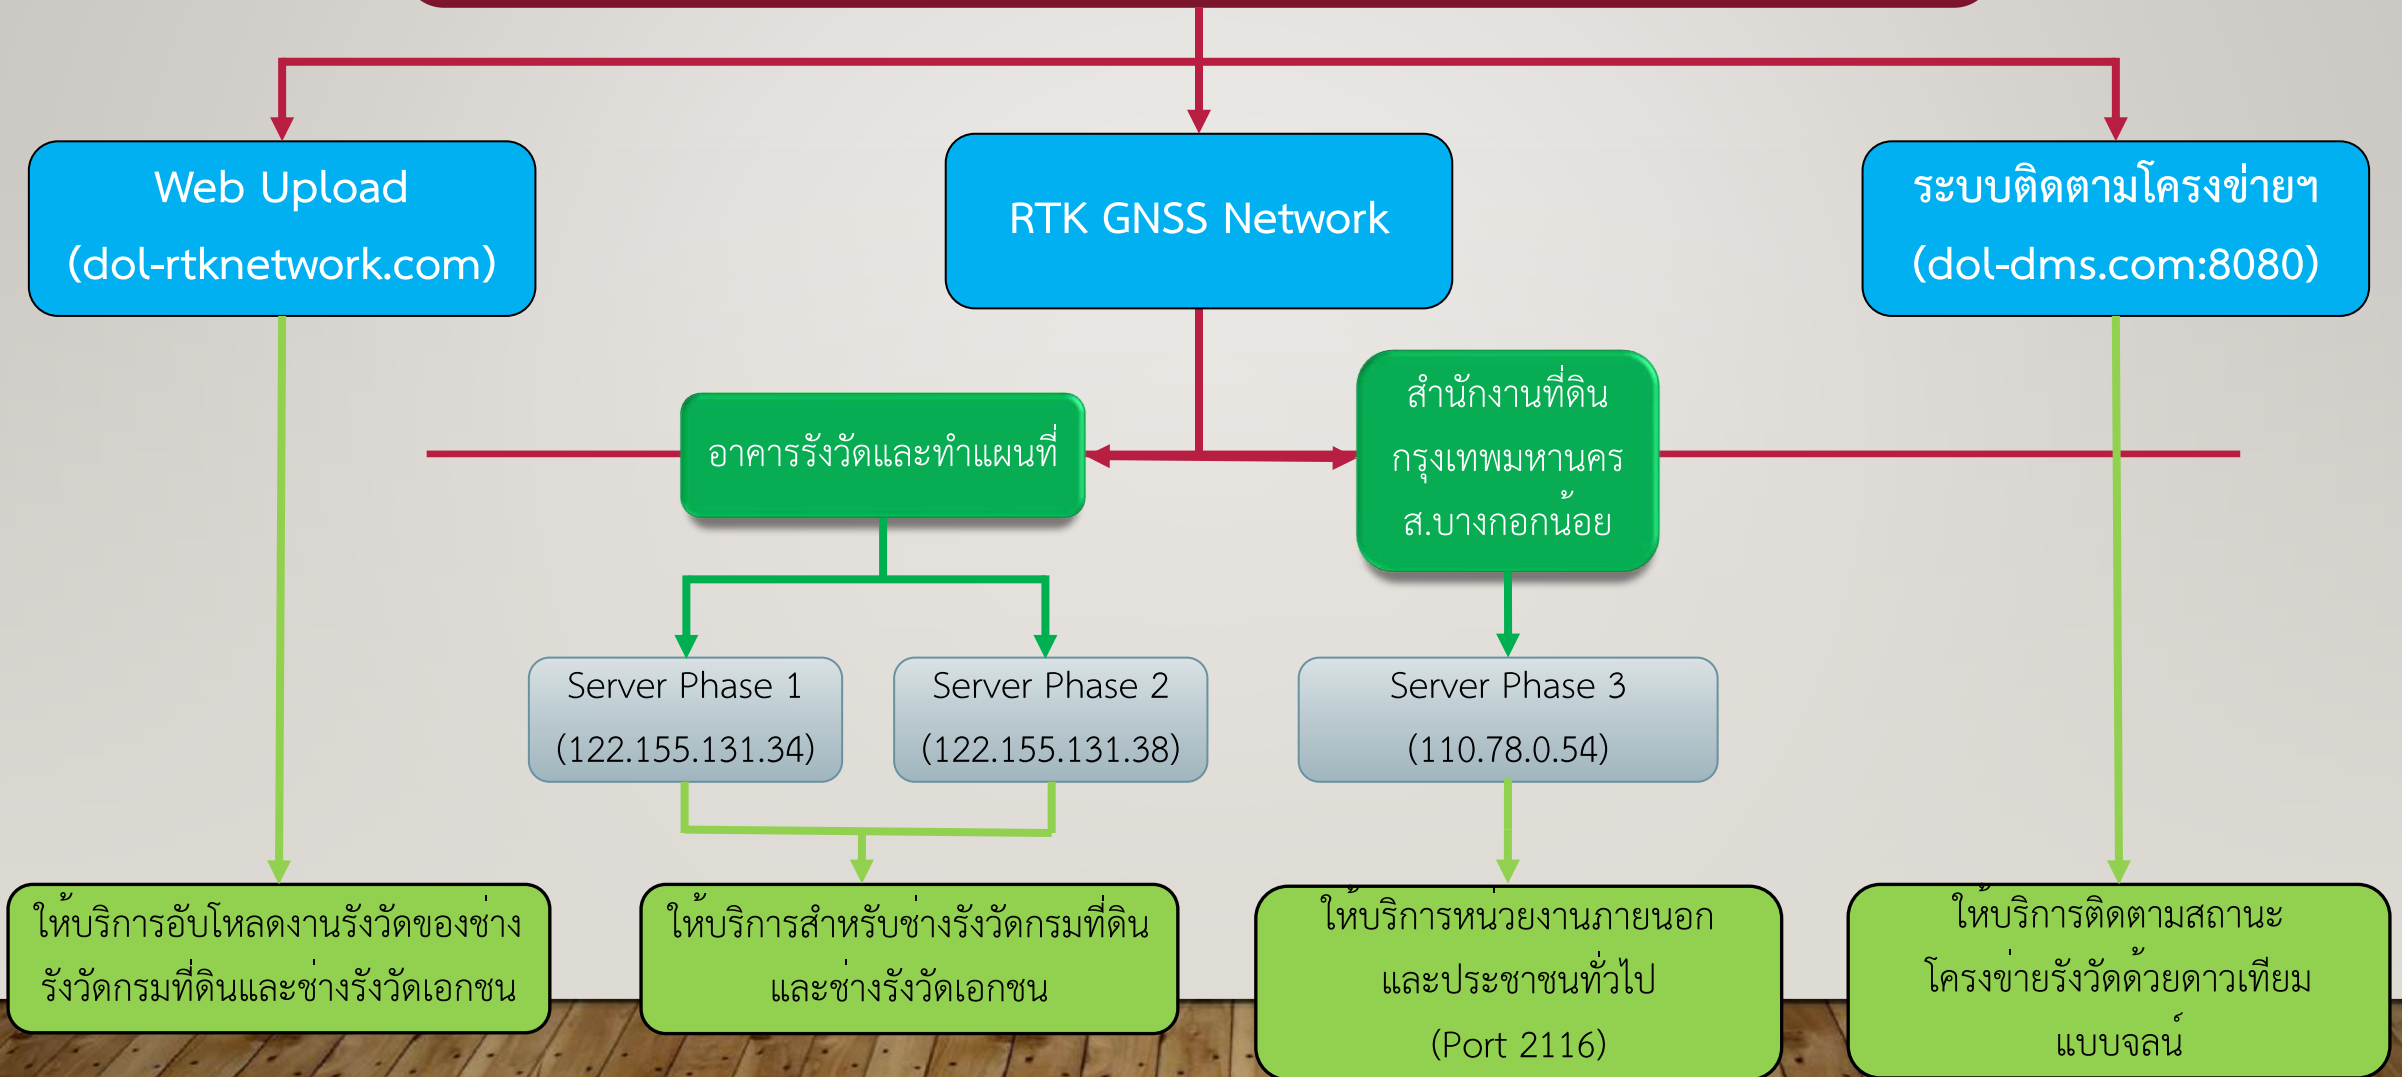 Web Upload
(dol-rtknetwork.com)
RTK GNSS Network
ระบบติดตามโครงข่ายฯ
(dol-dms.com:8080)
อาคารรังวัดและทำแผนที่
สำนักงานที่ดิน
กรุงเทพมหานคร
ส.บางกอกน้อย
Server Phase 1
(122.155.131.34)
Server Phase 2
(122.155.131.38)
Server Phase 3
(110.78.0.54)
ให้บริการอับโหลดงานรังวัดของช่าง
รังวัดกรมที่ดินและช่างรังวัดเอกชน
ให้บริการสำหรับช่างรังวัดกรมที่ดิน
และช่างรังวัดเอกชน
ให้บริการหน่วยงานภายนอก
และประชาชนทั่วไป
(Port 2116)
ให้บริการติดตามสถานะ
โครงข่ายรังวัดด้วยดาวเทียม
แบบจลน์